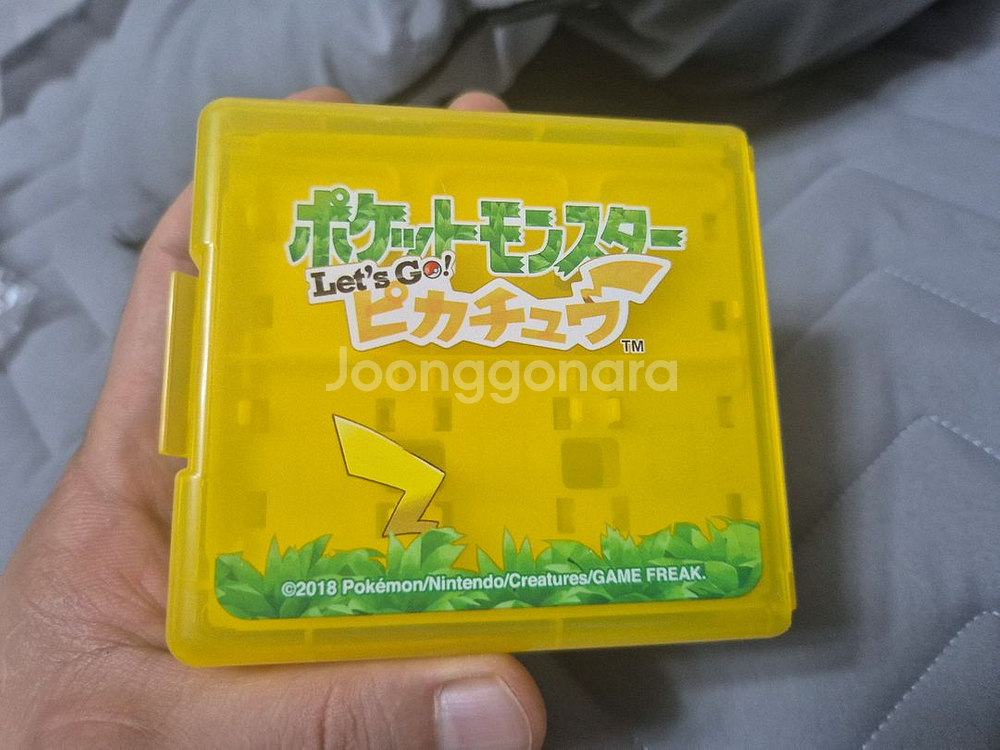 ポケットモンスター
Let's Go!
ピカチュウ
TM
Joonggonara
©2018 Pokémon/Nintendo/Creatures/GAME FREAK.